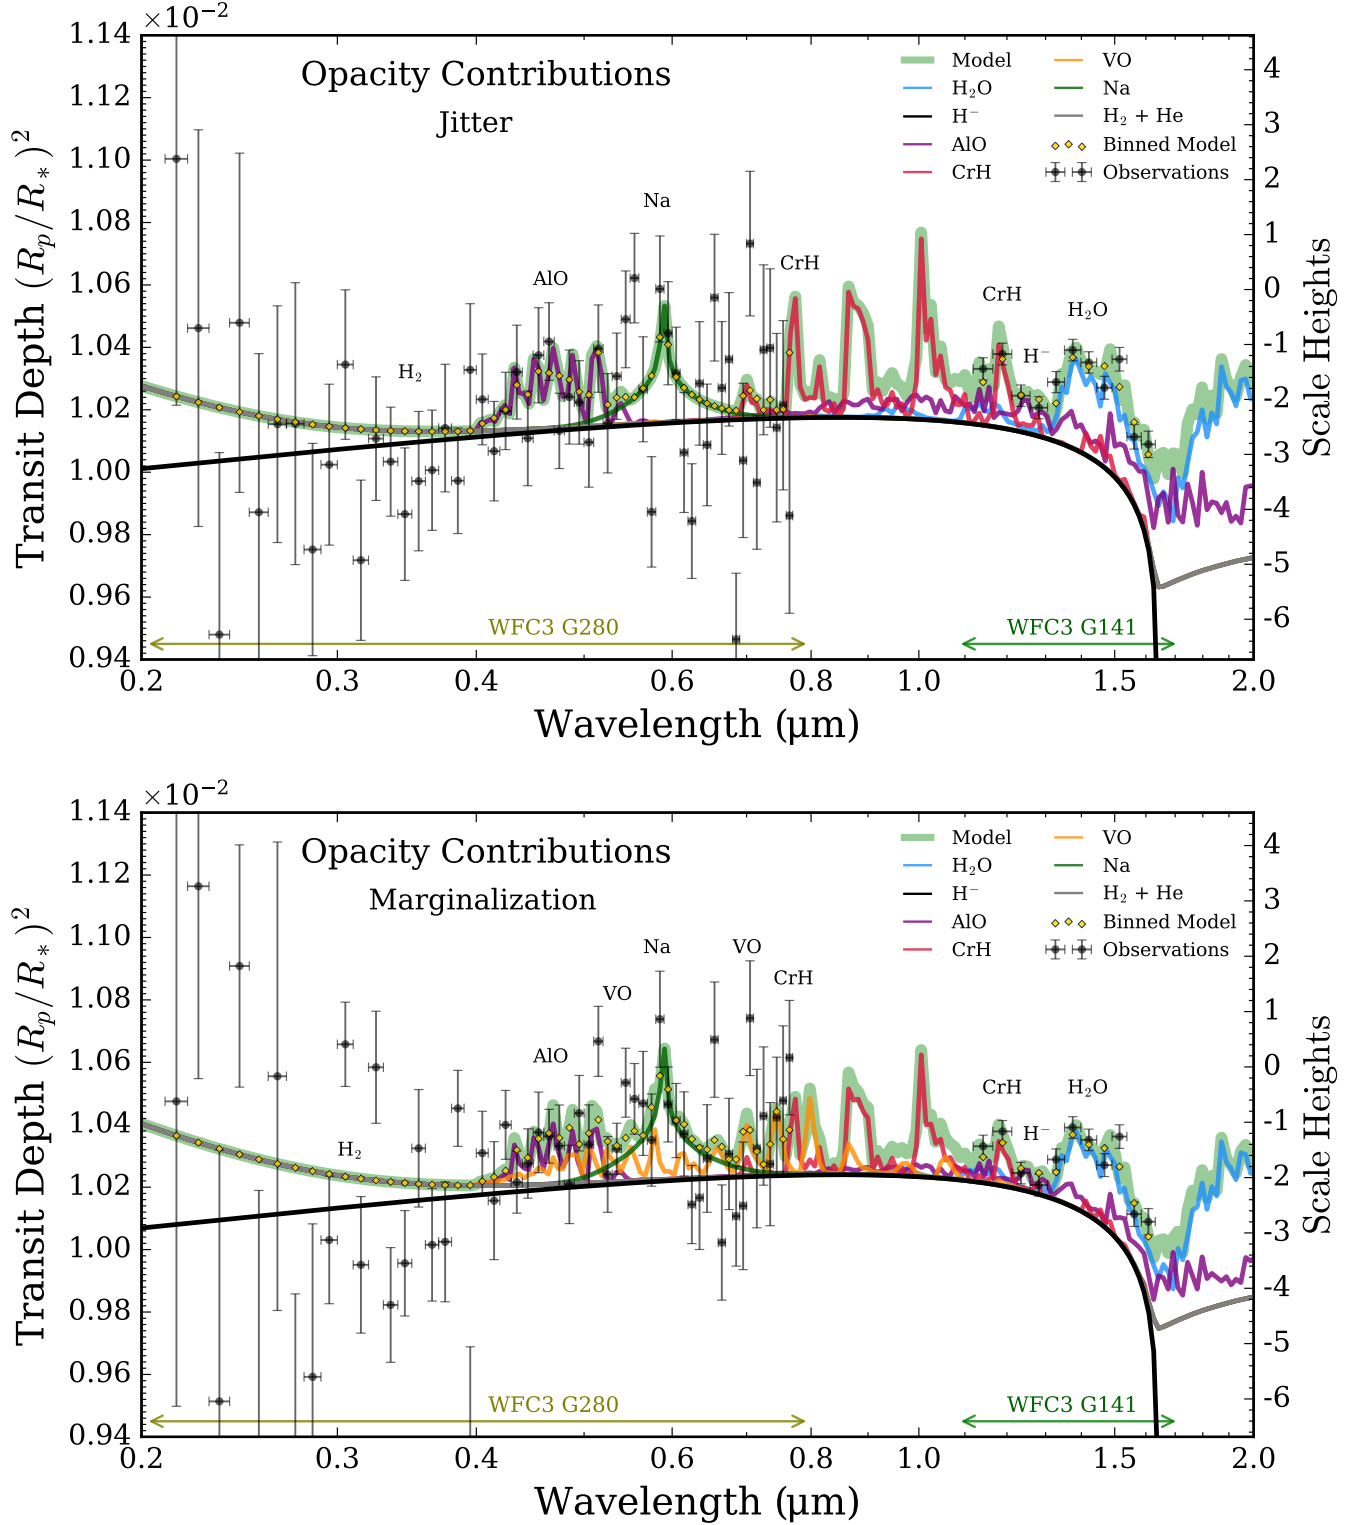 ×10⁻²
Opacity Contributions
Jitter
Model
H₂O
H⁻
AlO
CrH
VO
Na
H₂ + He
Binned Model
Observations
1.14
1.12
1.10
1.08
1.06
1.04
1.02
1.00
0.98
0.96
0.94
Transit Depth (Rₚ/R*)²
4
3
2
1
0
-1
-2
-3
-4
-5
-6
Scale Heights
H₂
AlO
Na
CrH
CrH
H⁻
H₂O
WFC3 G280
WFC3 G141
0.2 0.3 0.4 0.6 0.8 1.0 1.5 2.0
Wavelength (μm)
×10⁻²
Opacity Contributions
Marginalization
Model
H₂O
H⁻
AlO
CrH
VO
Na
H₂ + He
Binned Model
Observations
1.14
1.12
1.10
1.08
1.06
1.04
1.02
1.00
0.98
0.96
0.94
Transit Depth (Rₚ/R*)²
4
3
2
1
0
-1
-2
-3
-4
-5
-6
Scale Heights
H₂
AlO
VO
Na
VO
CrH
CrH
H⁻
H₂O
WFC3 G280
WFC3 G141
0.2 0.3 0.4 0.6 0.8 1.0 1.5 2.0
Wavelength (μm)